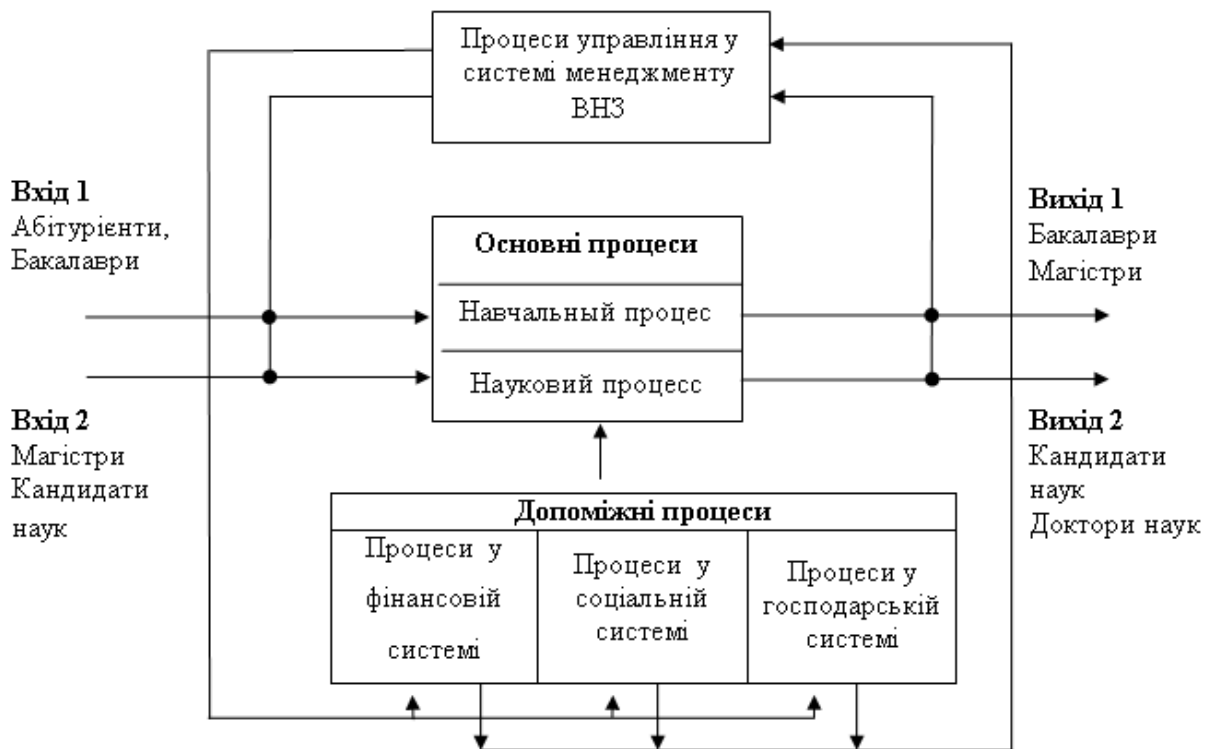 Процеси управління у
системі менеджменту
ВНЗ
Вхід 1
Абітурієнти,
Бакалаври
Основні процеси
Навчальный процес
Науковий процесс
Вихід 1
Бакалаври
Магістри
Вхід 2
Магістри
Кандидати
наук
Вихід 2
Кандидати
наук
Доктори наук
Допоміжні процеси
Процеси у
фінансовій
системі
Процеси у
соціальній
системі
Процеси у
господарській
системі